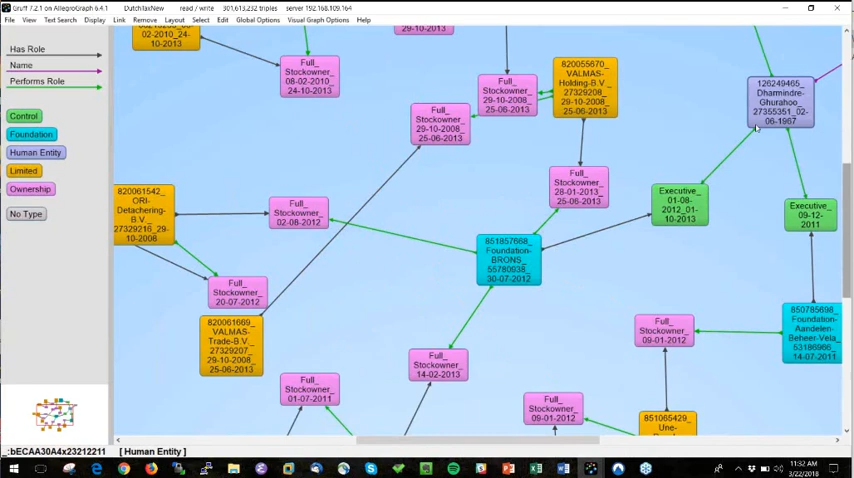 Gruff 7.2.1 on AllegroGraph 6.4.1 DutchTaxNew read / write 301,613,232 triples server 192.168.109.164
File View Text Search Display Link Remove Layout Select Edit Global Options Visual Graph Options Help
Has Role
Name
Performs Role
Control
Foundation
Human Entity
Limited
Ownership
No Type
02-2010_24-
10-2013
29-10-2013
Full_
Stockowner_
08-02-2010_
24-10-2013
Full_
Stockowner_
29-10-2008_
25-06-2013
820055670_
VALMAS-
Holding-B.V._
27329208_
29-10-2008_
25-06-2013
126249465_
Dharmindre-
Ghurahoo_
27355351_02-
06-1967
Full_
Stockowner_
29-10-2008_
25-06-2013
Full_
Stockowner_
28-01-2013_
25-06-2013
820061542_
ORI-
Detachering-
B.V._
27329216_29-
10-2008
Full_
Stockowner_
02-08-2012
Executive_
01-08-
2012_01-
10-2013
Executive_
09-12-
2011
851857668_
Foundation-
BRONS_
55780938_
30-07-2012
Full_
Stockowner_
20-07-2012
820061669_
VALMAS-
Trade-B.V._
27329207_
29-10-2008_
25-06-2013
Full_
Stockowner_
09-01-2012
850785698_
Foundation-
Aandelen-
Beheer-Vela_
53186966_
14-07-2011
Full_
Stockowner_
14-02-2013
Full_
Stockowner_
01-07-2011
Full_
Stockowner_
09-01-2012
851065429_
Une-
_:bECAA30A4x23212211 [ Human Entity ]
11:32 AM
3/22/2018